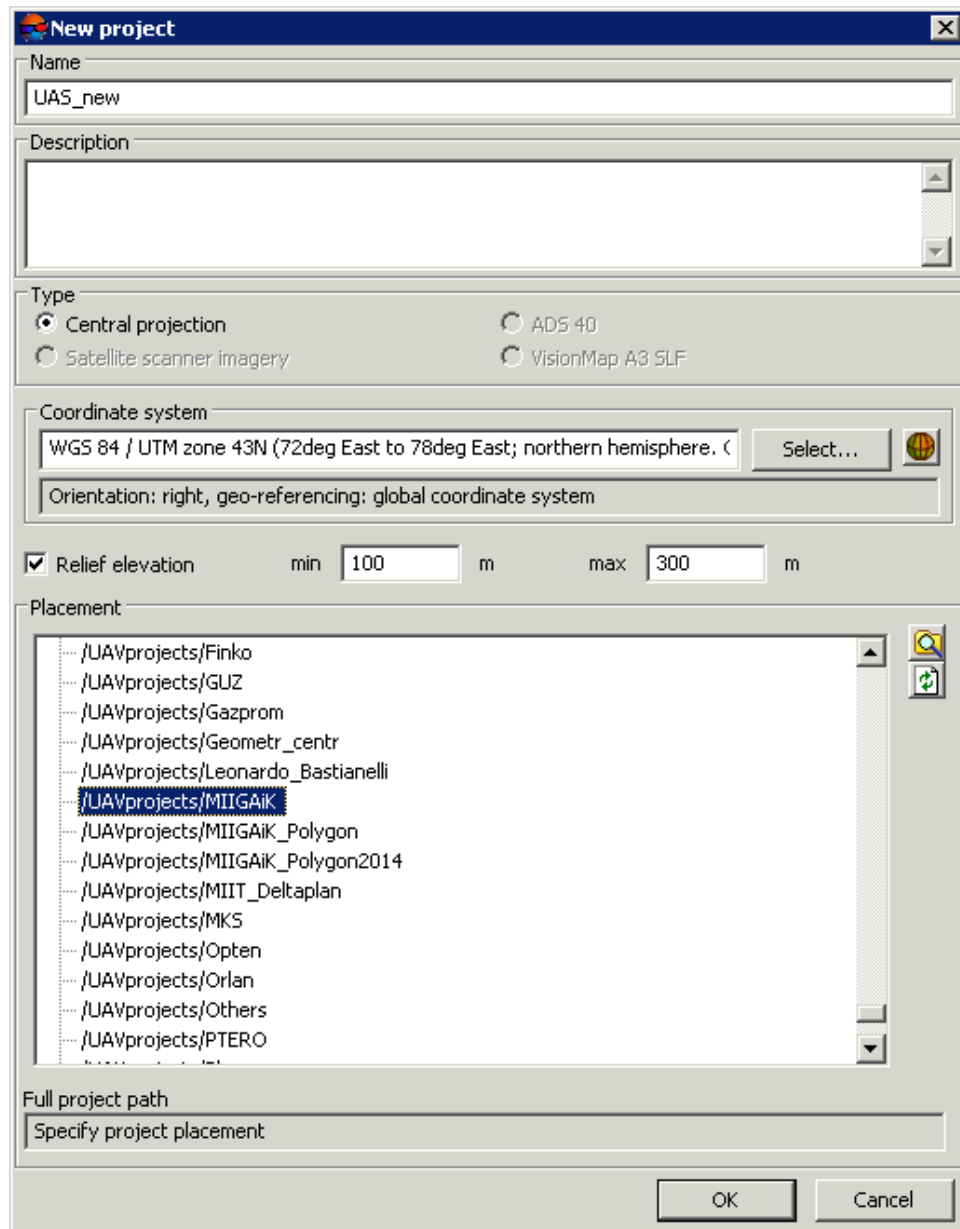 New project
Name
UAS_new
Description
Type
Central projection
ADS 40
Satellite scanner imagery
VisionMap A3 SLF
Coordinate system
WGS 84 / UTM zone 43N (72deg East to 78deg East; northern hemisphere.
Select...
Orientation: right, geo-referencing: global coordinate system
Relief elevation min 100 m max 300 m
Placement
/UAVprojects/Finko
/UAVprojects/GUZ
/UAVprojects/Gazprom
/UAVprojects/Geometr_centr
/UAVprojects/Leonardo_Bastianelli
/UAVprojects/MIIGAiK
/UAVprojects/MIIGAiK_Polygon
/UAVprojects/MIIGAiK_Polygon2014
/UAVprojects/MIIT_Deltaplan
/UAVprojects/MKS
/UAVprojects/Opten
/UAVprojects/Orlan
/UAVprojects/Others
/UAVprojects/PTERO
Full project path
Specify project placement
OK
Cancel